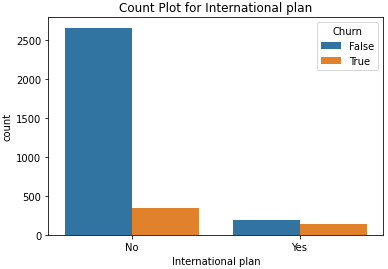 Count Plot for International plan
Churn
False
True
2500
2000
1500
1000
500
0
count
No
Yes
International plan